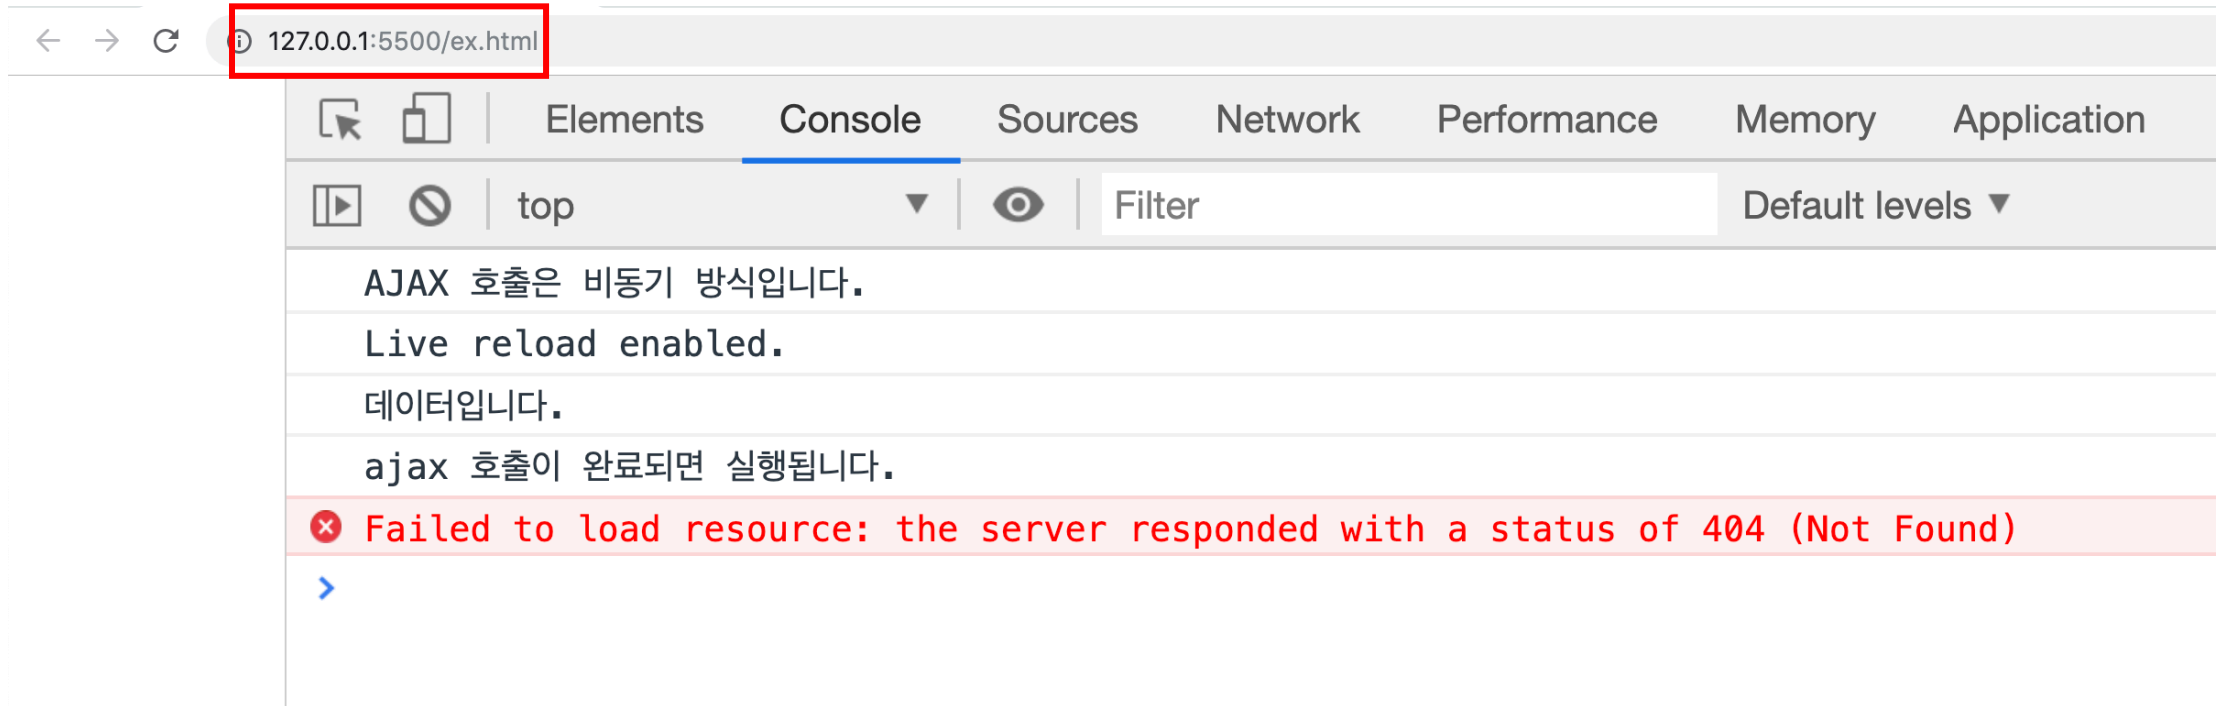 127.0.0.1:5500/ex.html
Elements Console Sources Network Performance Memory Application
top Filter Default levels
AJAX 호출은 비동기 방식입니다.
Live reload enabled.
데이터입니다.
ajax 호출이 완료되면 실행됩니다.
Failed to load resource: the server responded with a status of 404 (Not Found)